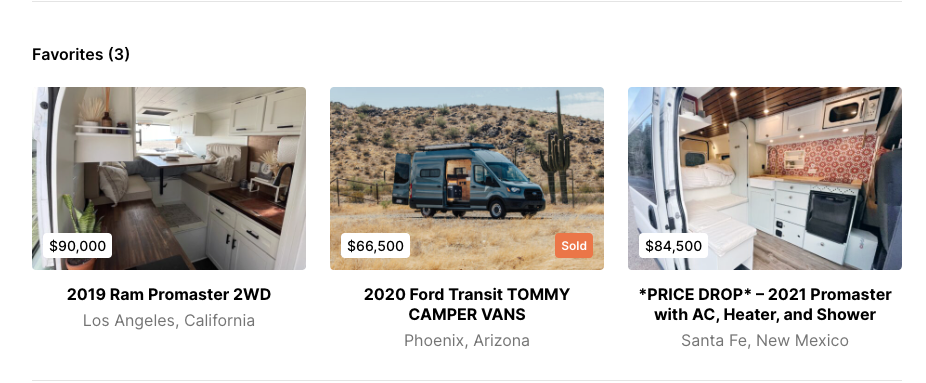 Favorites (3)
$90,000
2019 Ram Promaster 2WD
Los Angeles, California
$66,500
Sold
2020 Ford Transit TOMMY
CAMPER VANS
Phoenix, Arizona
$84,500
*PRICE DROP* – 2021 Promaster
with AC, Heater, and Shower
Santa Fe, New Mexico